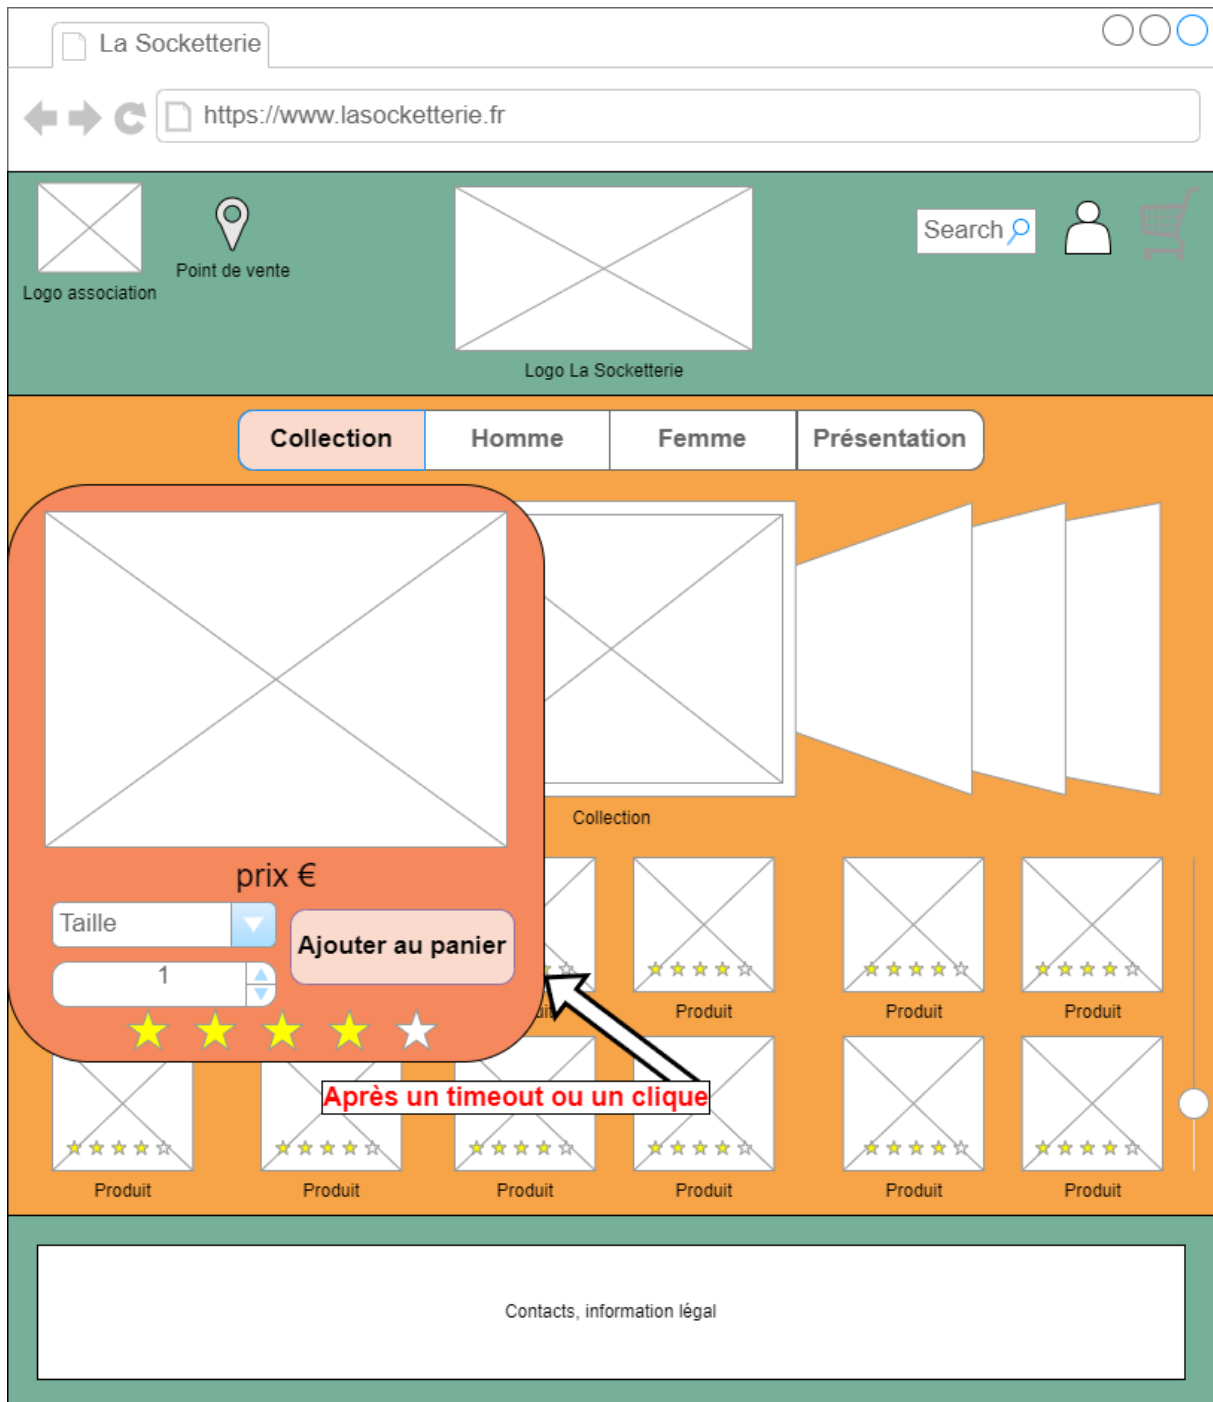 La Socketterie
https://www.lasocketterie.fr
Logo association
Point de vente
Logo La Socketterie
Search
Collection
Homme
Femme
Présentation
Collection
prix €
Taille
1
Ajouter au panier
Produit
Produit
Produit
Après un timeout ou un clique
Produit
Produit
Produit
Produit
Produit
Produit
Contacts, information légal